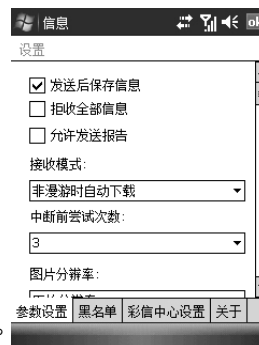 信息
ok
设置
发送后保存信息
拒收全部信息
允许发送报告
接收模式:
非漫游时自动下载
中断前尝试次数:
3
图片分辨率:
参数设置 黑名单 彩信中心设置 关于
。